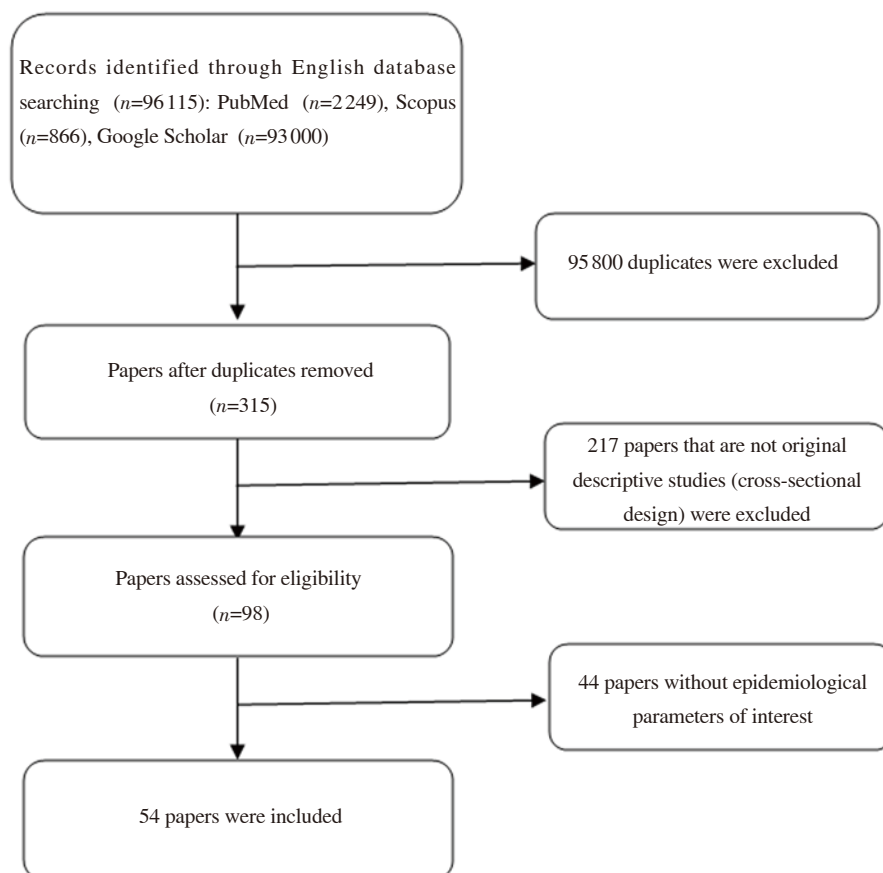 Records identified through English database
searching (n=96 115): PubMed (n=2 249), Scopus
(n=866), Google Scholar (n=93 000)
95 800 duplicates were excluded
Papers after duplicates removed
(n=315)
217 papers that are not original
descriptive studies (cross-sectional
design) were excluded
Papers assessed for eligibility
(n=98)
44 papers without epidemiological
parameters of interest
54 papers were included